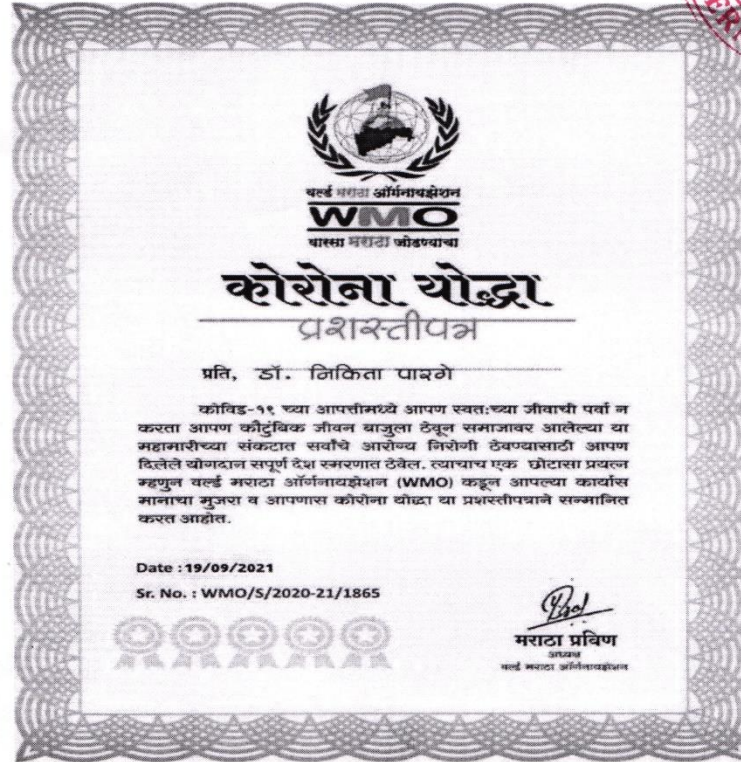 वर्ल्ड मराठा ऑर्गनायझेशन
WMO
वारसा मराठा जोडण्याचा
कोरोना योद्धा
प्रशस्तीपत्र
प्रति, डॉ. निकिता पारगे
कोविड-१९ च्या आपत्तीमध्ये आपण स्वतःच्या जीवाची पर्वा न
करता आपण कौटुंबिक जीवन बाजुला ठेवून समाजावर आलेल्या या
महामारीच्या संकटात सर्वांचे आरोग्य निरोगी ठेवण्यासाठी आपण
दिलेले योगदान सपूर्ण देश स्मरणात ठेवेल. त्याचाच एक छोटासा प्रयत्न
म्हणुन वर्ल्ड मराठा ऑर्गनायझेशन (WMO) कडून आपल्या कार्यास
मानाचा मुजरा व आपणास कोरोना योद्धा या प्रशस्तीपत्राने सन्मानित
करत आहोत.
Date : 19/09/2021
Sr. No. : WMO/S/2020-21/1865
मराठा प्रविण
अध्यक्ष
वर्ल्ड मराठा ऑर्गनायझेशन